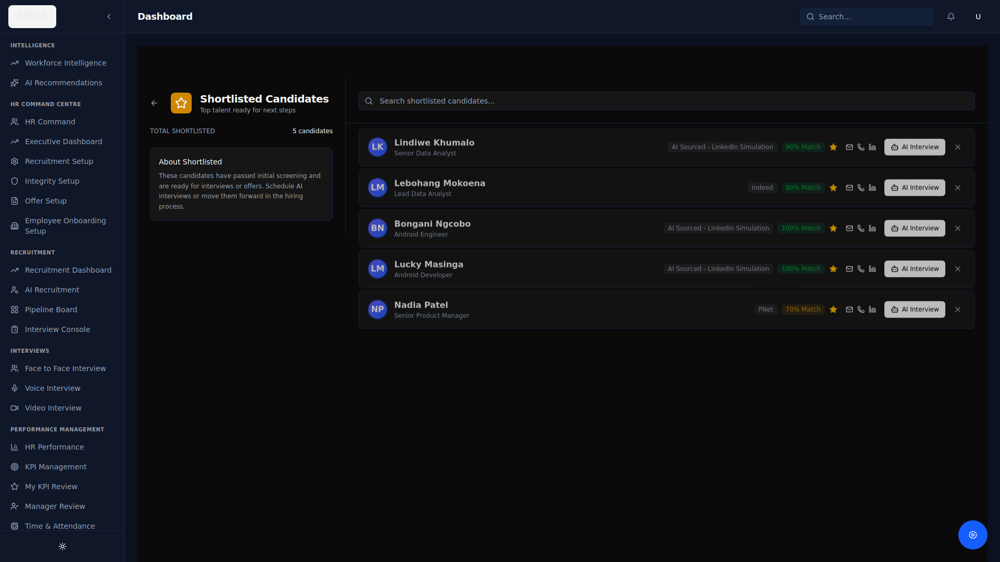 AVATAR
INTELLIGENCE
Workforce Intelligence
AI Recommendations
HR COMMAND CENTRE
HR Command
Executive Dashboard
Recruitment Setup
Integrity Setup
Offer Setup
Employee Onboarding
Setup
RECRUITMENT
Recruitment Dashboard
AI Recruitment
Pipeline Board
Interview Console
INTERVIEWS
Face to Face Interview
Voice Interview
Video Interview
PERFORMANCE MANAGEMENT
HR Performance
KPI Management
My KPI Review
Manager Review
Time & Attendance
Dashboard
Search...
U
Shortlisted Candidates
Top talent ready for next steps
TOTAL SHORTLISTED 5 candidates
About Shortlisted
These candidates have passed initial screening and
are ready for interviews or offers. Schedule AI
interviews or move them forward in the hiring
process.
Search shortlisted candidates...
LK Lindiwe Khumalo AI Sourced - LinkedIn Simulation 90% Match AI Interview
Senior Data Analyst
LM Lebohang Mokoena Indeed 80% Match AI Interview
Lead Data Analyst
BN Bongani Ngcobo AI Sourced - LinkedIn Simulation 100% Match AI Interview
Android Engineer
LM Lucky Masinga AI Sourced - LinkedIn Simulation 100% Match AI Interview
Android Developer
NP Nadia Patel PNet 70% Match AI Interview
Senior Product Manager